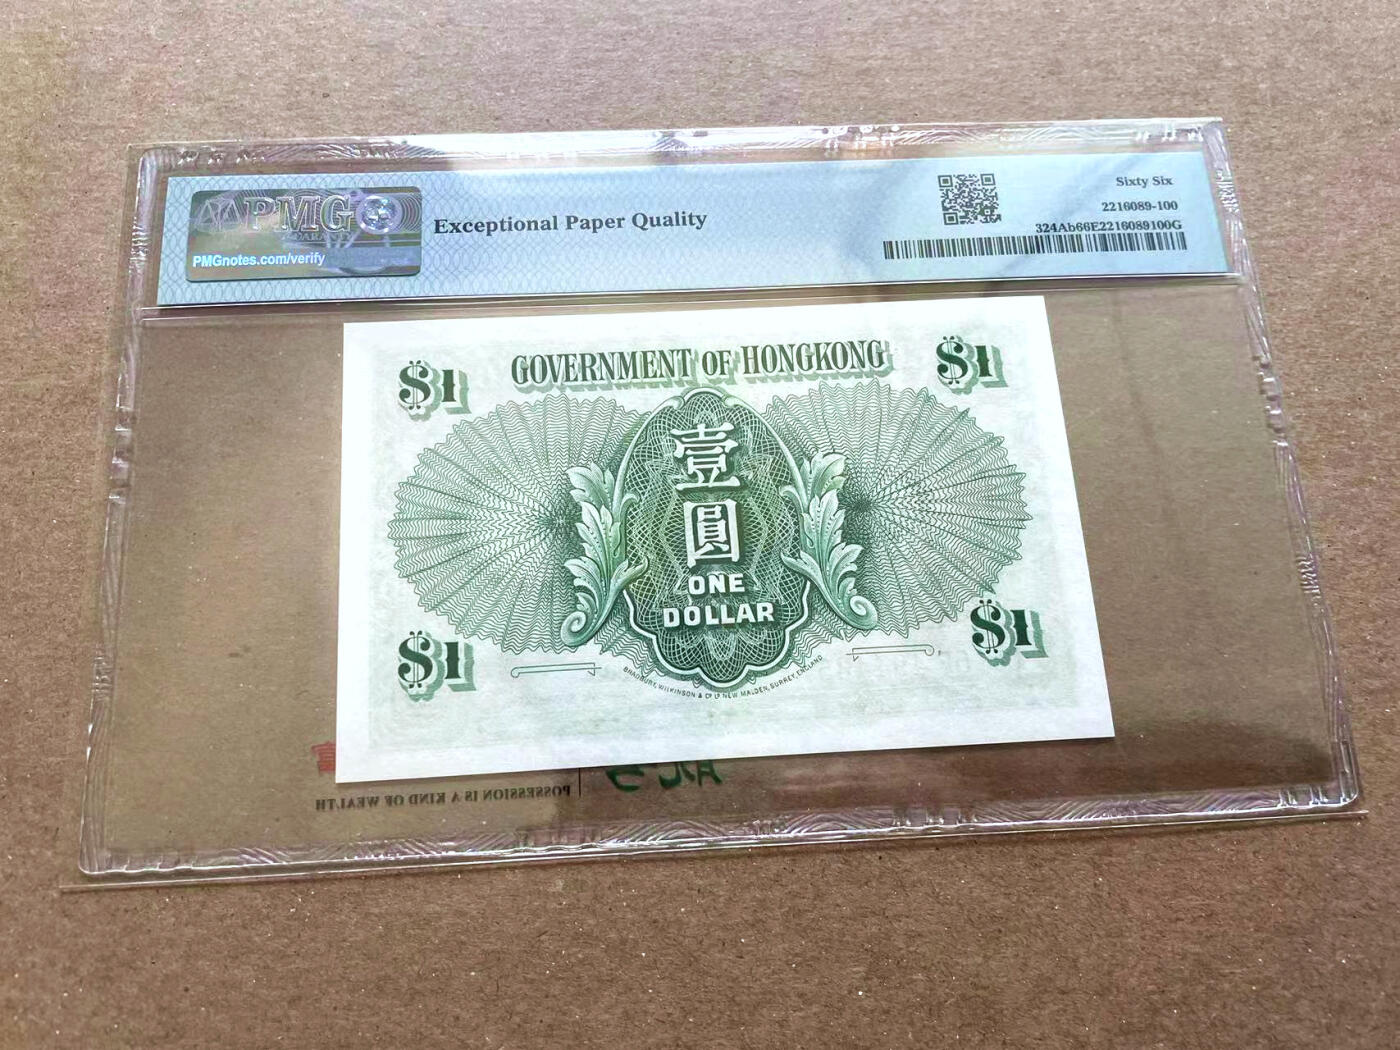 PMG
PMGnotes.com/verify
Exceptional Paper Quality
Sixty Six
2216089-100
324Ab66E2216089100G
GOVERNMENT OF HONGKONG
$1
$1
壹
圓
ONE
DOLLAR
$1
$1
BRADBURY, WILKINSON & Cº Lº NEW MALDEN, SURREY, ENGLAND
POSSESSION IS A KIND OF WEALTH